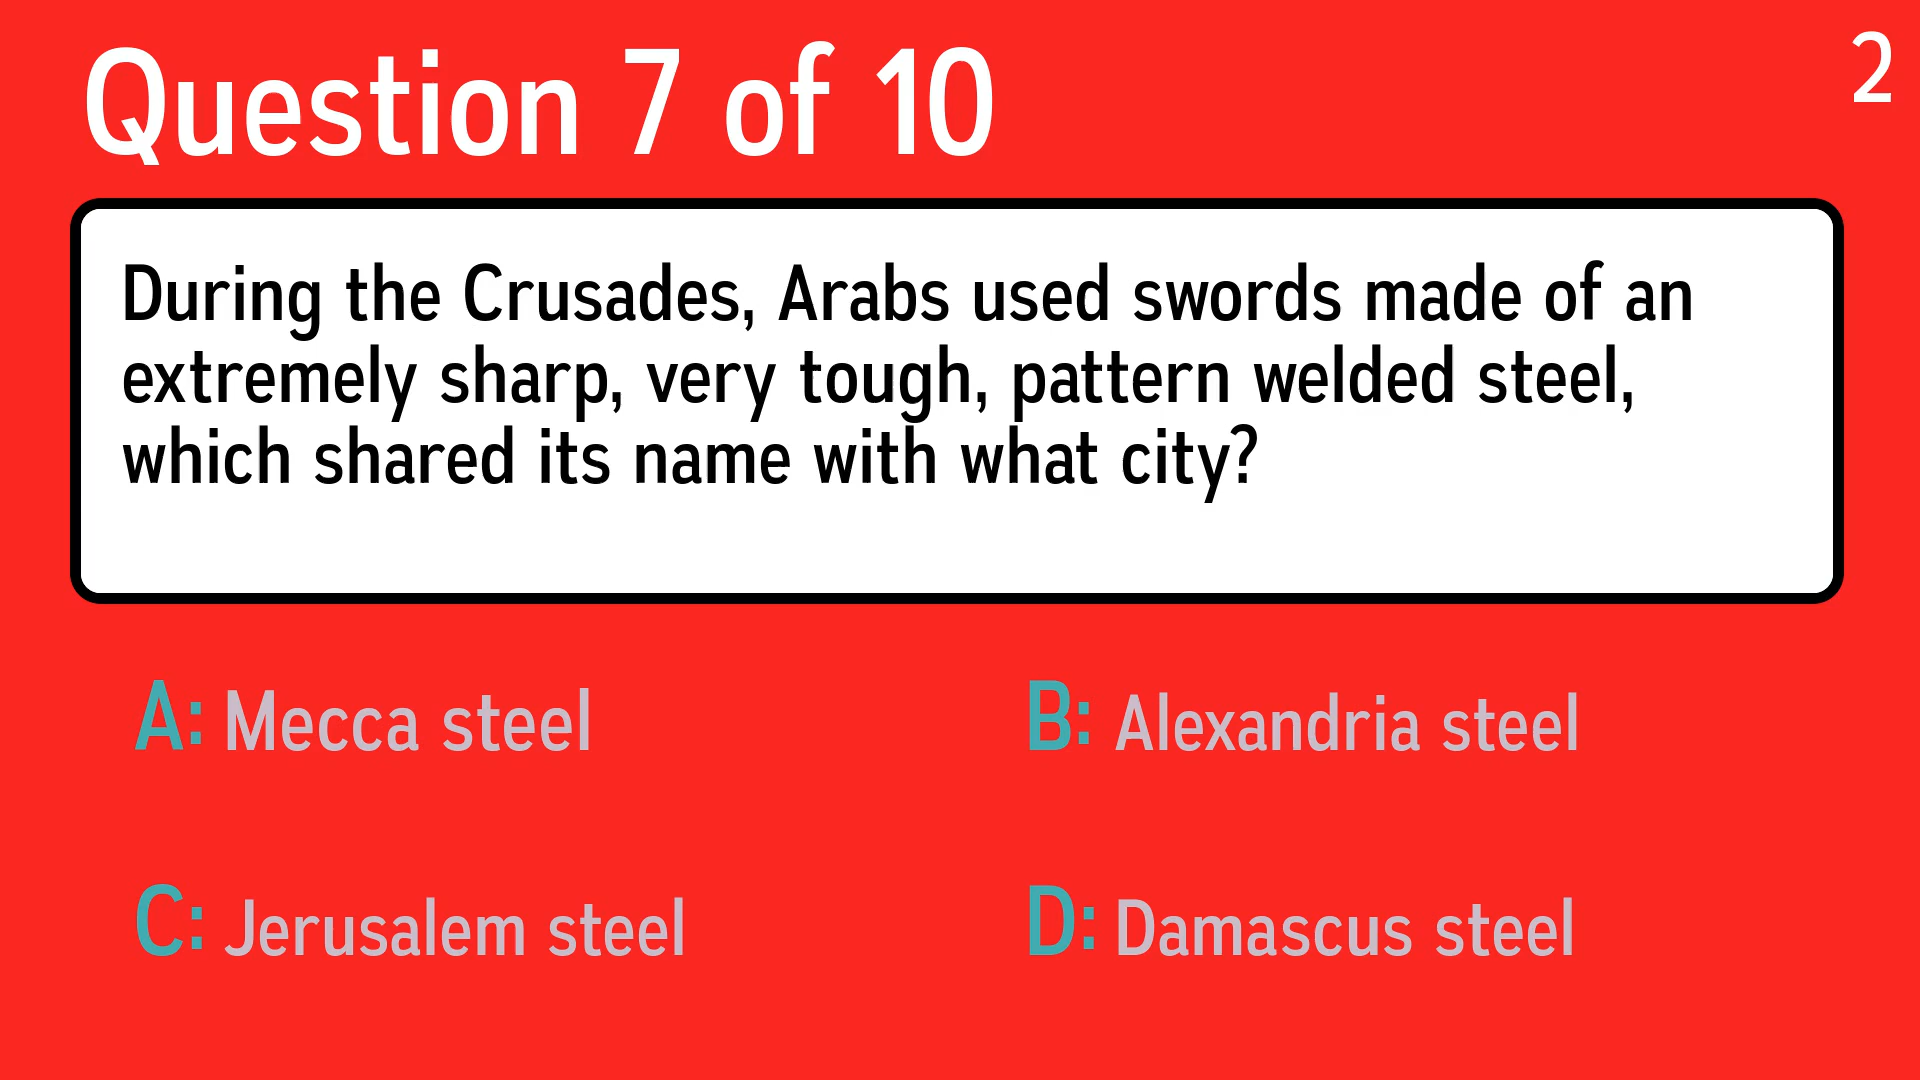 Question 7 of 10
2
During the Crusades, Arabs used swords made of an
extremely sharp, very tough, pattern welded steel,
which shared its name with what city?
A: Mecca steel
B: Alexandria steel
C: Jerusalem steel
D: Damascus steel